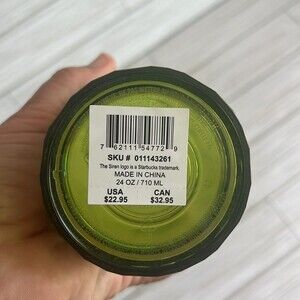 7 62111 54772 9
SKU # 011143261
The Siren logo is a Starbucks trademark.
MADE IN CHINA
24 OZ / 710 ML
USA CAN
$22.95 $32.95